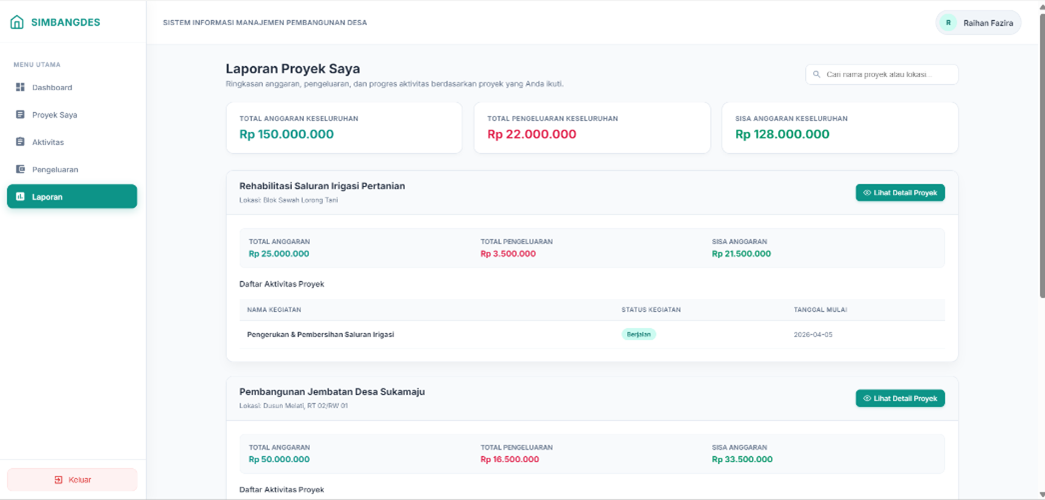 SIMBANGDES
SISTEM INFORMASI MANAJEMEN PEMBANGUNAN DESA
R Raihan Fazira
MENU UTAMA
Dashboard
Proyek Saya
Aktivitas
Pengeluaran
Laporan
Keluar
Laporan Proyek Saya
Ringkasan anggaran, pengeluaran, dan progres aktivitas berdasarkan proyek yang Anda ikuti.
Cari nama proyek atau lokasi...
TOTAL ANGGARAN KESELURUHAN
Rp 150.000.000
TOTAL PENGELUARAN KESELURUHAN
Rp 22.000.000
SISA ANGGARAN KESELURUHAN
Rp 128.000.000
Rehabilitasi Saluran Irigasi Pertanian
Lokasi: Blok Sawah Lorong Tani
Lihat Detail Proyek
TOTAL ANGGARAN
Rp 25.000.000
TOTAL PENGELUARAN
Rp 3.500.000
SISA ANGGARAN
Rp 21.500.000
Daftar Aktivitas Proyek
NAMA KEGIATAN STATUS KEGIATAN TANGGAL MULAI
Pengerukan & Pembersihan Saluran Irigasi Berjalan 2026-04-05
Pembangunan Jembatan Desa Sukamaju
Lokasi: Dusun Melati, RT 02/RW 01
Lihat Detail Proyek
TOTAL ANGGARAN
Rp 50.000.000
TOTAL PENGELUARAN
Rp 16.500.000
SISA ANGGARAN
Rp 33.500.000
Daftar Aktivitas Proyek